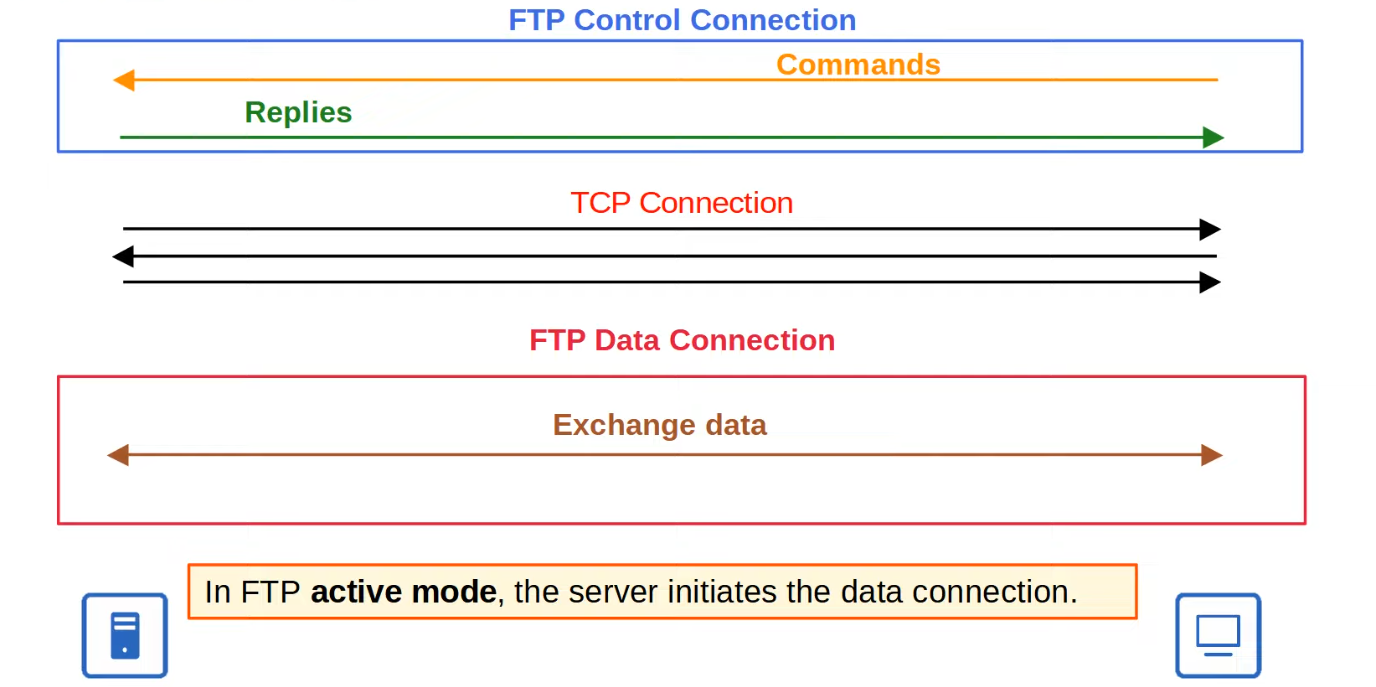 FTP Control Connection
Commands
Replies
TCP Connection
FTP Data Connection
Exchange data
In FTP active mode, the server initiates the data connection.